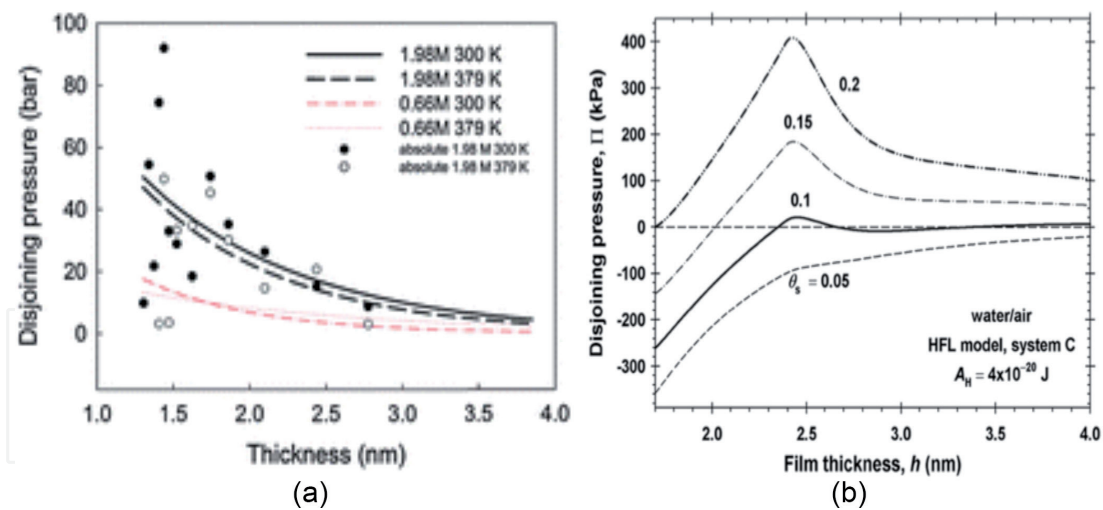 100
80
60
40
20
0
Disjoining pressure (bar)
1.98M 300 K
1.98M 379 K
0.66M 300 K
0.66M 379 K
absolute 1.98 M 300 K
absolute 1.98 M 379 K
1.0 1.5 2.0 2.5 3.0 3.5 4.0
Thickness (nm)
(a)
400
300
200
100
0
-100
-200
-300
Disjoining pressure, Π (kPa)
0.2
0.15
0.1
θs = 0.05
water/air
HFL model, system C
AH = 4x10⁻²⁰ J
2.0 2.5 3.0 3.5 4.0
Film thickness, h (nm)
(b)